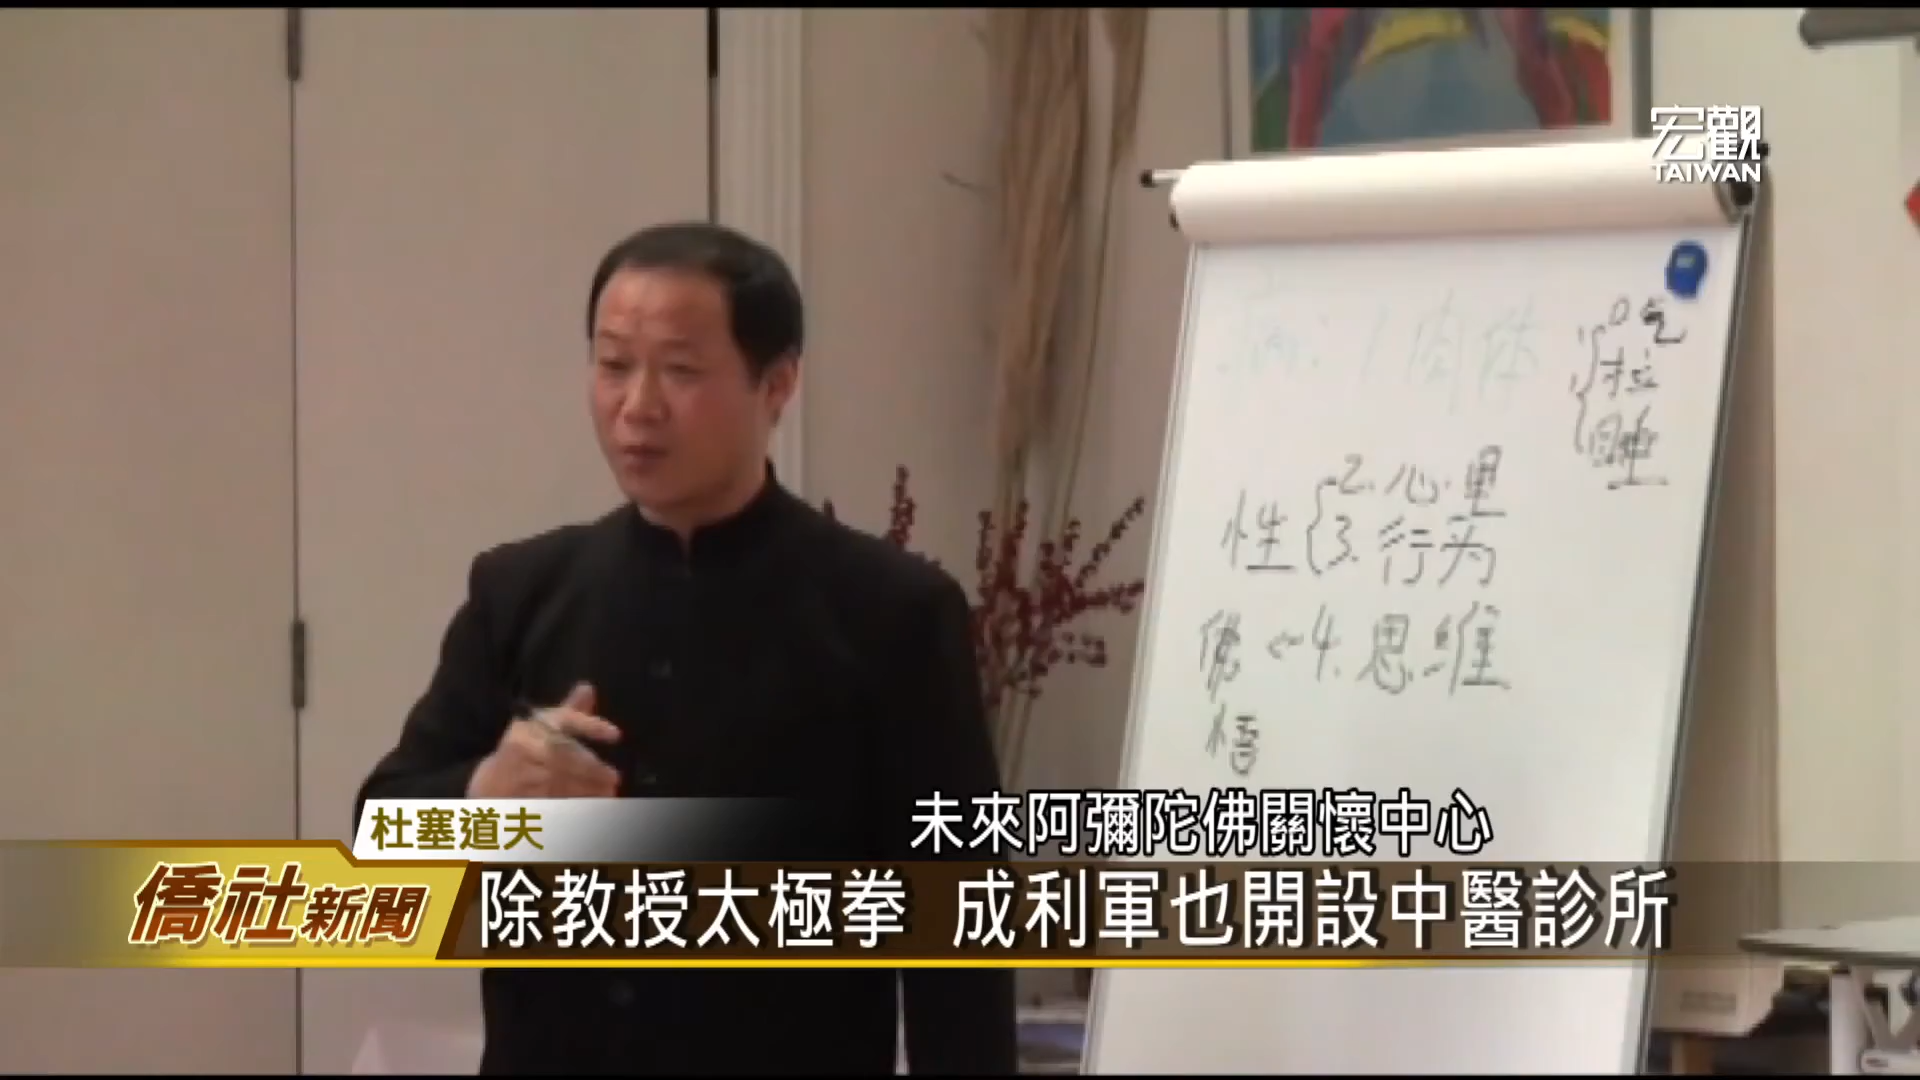 宏觀
TAIWAN
病:1肉体
吃
拉
睡
性 2.心里
3.行为
佛 4.思维
悟
杜塞道夫
未來阿彌陀佛關懷中心
僑社新聞
除教授太極拳 成利軍也開設中醫診所